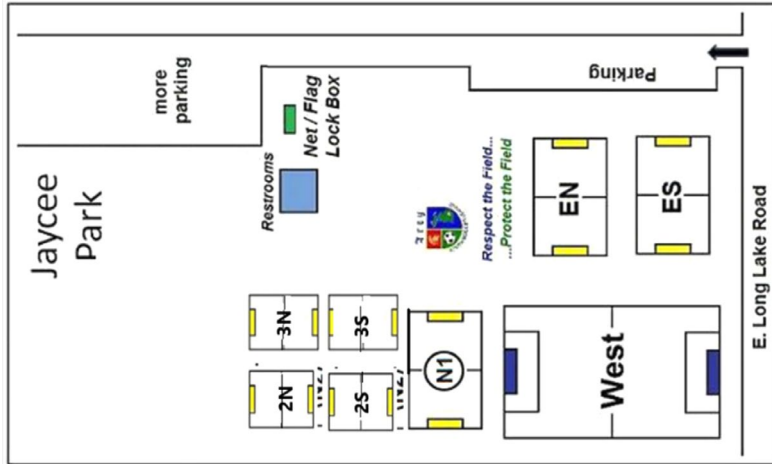 more
parking
Parking
Jaycee
Park
Net / Flag
Lock Box
Restrooms
Respect the Field...
...Protect the Field
EN
ES
E. Long Lake Road
3N
3S
2N
2S
N1
West